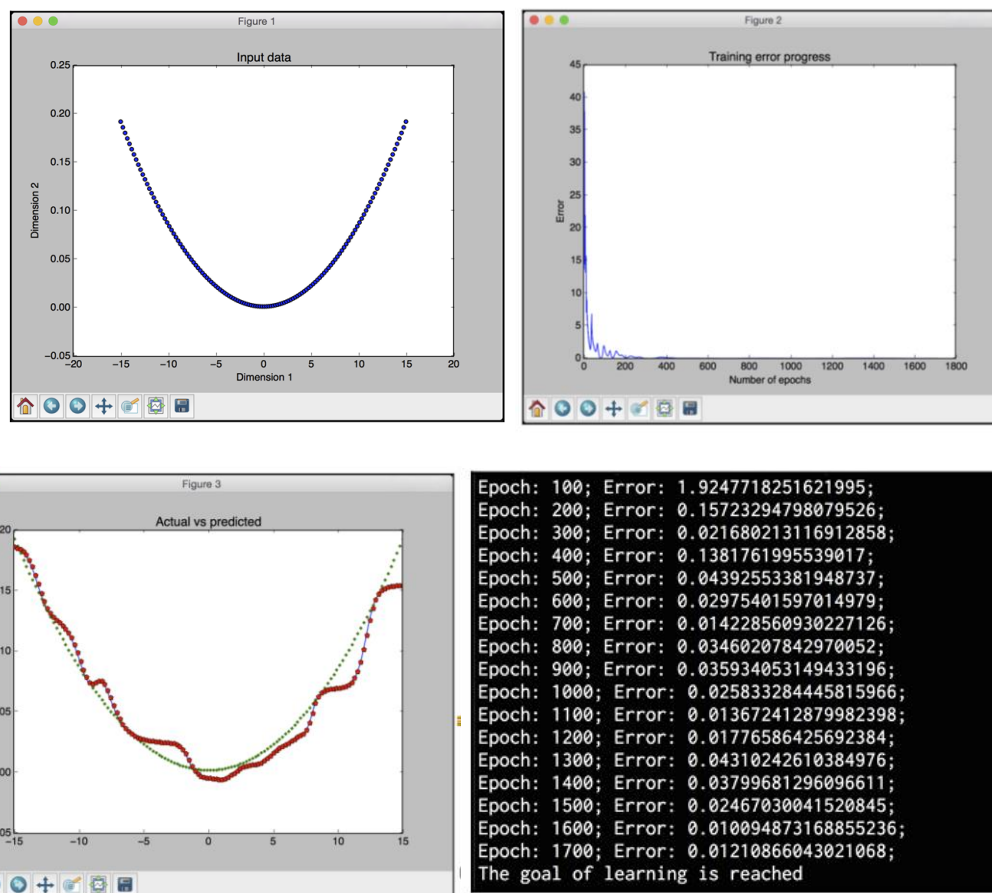 Figure 1
Input data
0.25
0.20
0.15
0.10
0.05
0.00
−0.05
Dimension 2
−20 −15 −10 −5 0 5 10 15 20
Dimension 1
Figure 2
Training error progress
45
40
35
30
25
20
15
10
5
0
Error
0 200 400 600 800 1000 1200 1400 1600 1800
Number of epochs
Figure 3
Actual vs predicted
20
15
10
05
00
05
−15 −10 −5 0 5 10 15
Epoch: 100; Error: 1.9247718251621995;
Epoch: 200; Error: 0.15723294798079526;
Epoch: 300; Error: 0.021680213116912858;
Epoch: 400; Error: 0.1381761995539017;
Epoch: 500; Error: 0.04392553381948737;
Epoch: 600; Error: 0.02975401597014979;
Epoch: 700; Error: 0.014228560930227126;
Epoch: 800; Error: 0.03460207842970052;
Epoch: 900; Error: 0.035934053149433196;
Epoch: 1000; Error: 0.025833284445815966;
Epoch: 1100; Error: 0.013672412879982398;
Epoch: 1200; Error: 0.01776586425692384;
Epoch: 1300; Error: 0.04310242610384976;
Epoch: 1400; Error: 0.03799681296096611;
Epoch: 1500; Error: 0.02467030041520845;
Epoch: 1600; Error: 0.010094873168855236;
Epoch: 1700; Error: 0.01210866043021068;
The goal of learning is reached